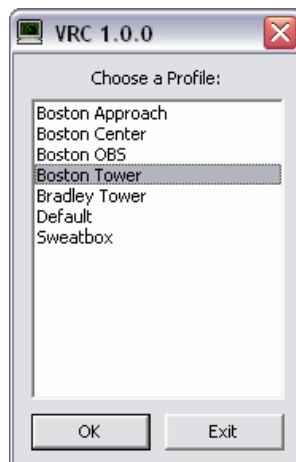 VRC 1.0.0
Choose a Profile:
Boston Approach
Boston Center
Boston OBS
Boston Tower
Bradley Tower
Default
Sweatbox
OK
Exit